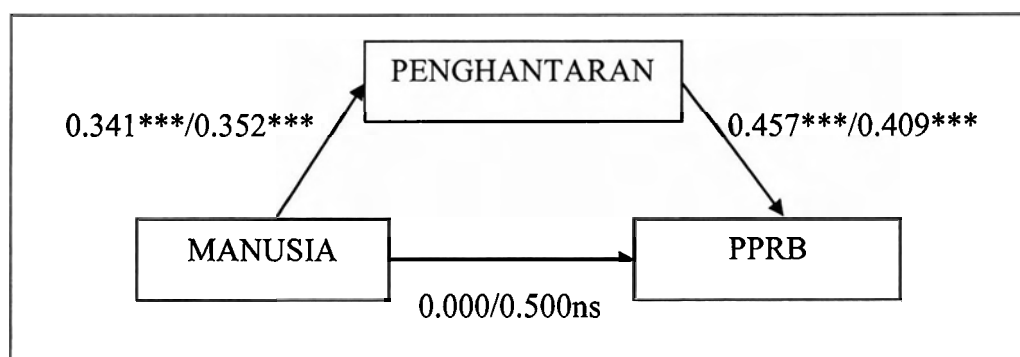 PENGHANTARAN
0.341***/0.352***
0.457***/0.409***
MANUSIA
PPRB
0.000/0.500ns